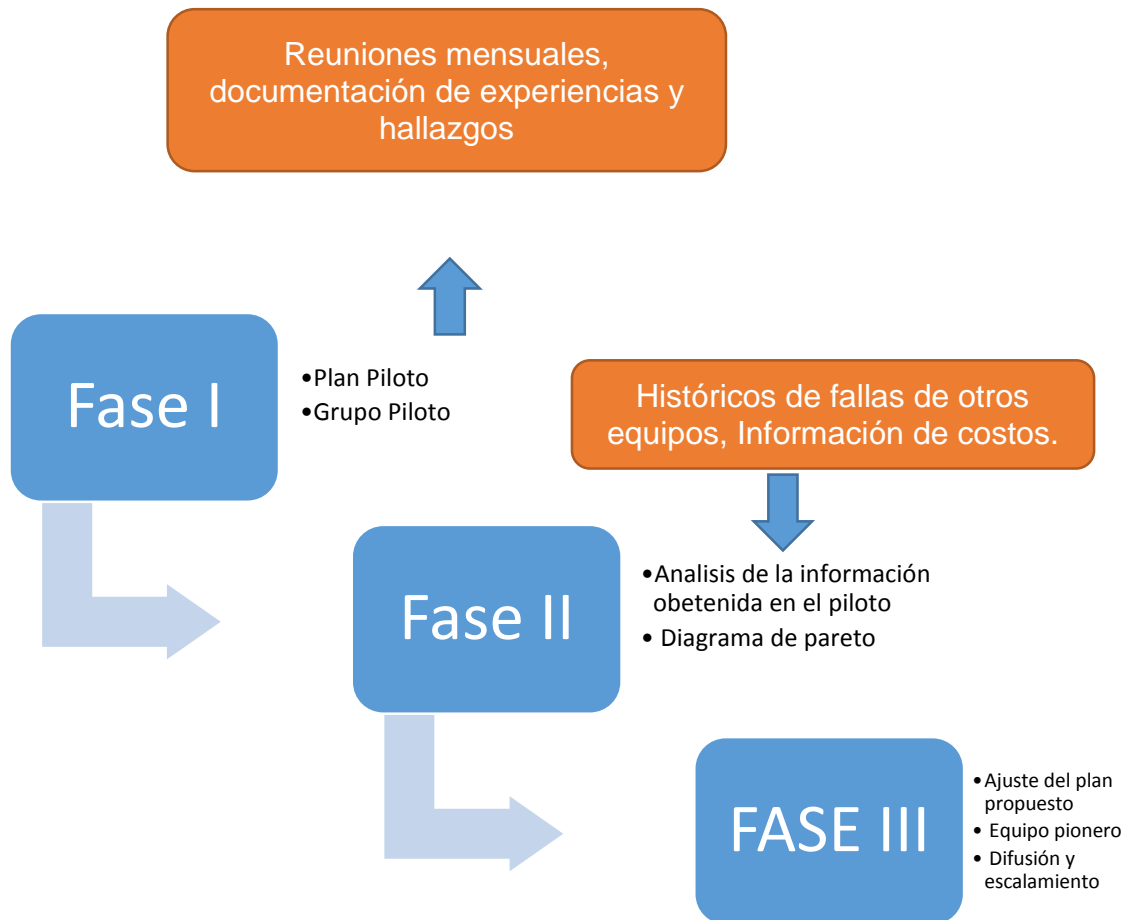 Reuniones mensuales,
documentación de experiencias y
hallazgos
Fase I
•Plan Piloto
•Grupo Piloto
Históricos de fallas de otros
equipos, Información de costos.
Fase II
•Analisis de la información
obetenida en el piloto
• Diagrama de pareto
FASE III
•Ajuste del plan
propuesto
• Equipo pionero
• Difusión y
escalamiento